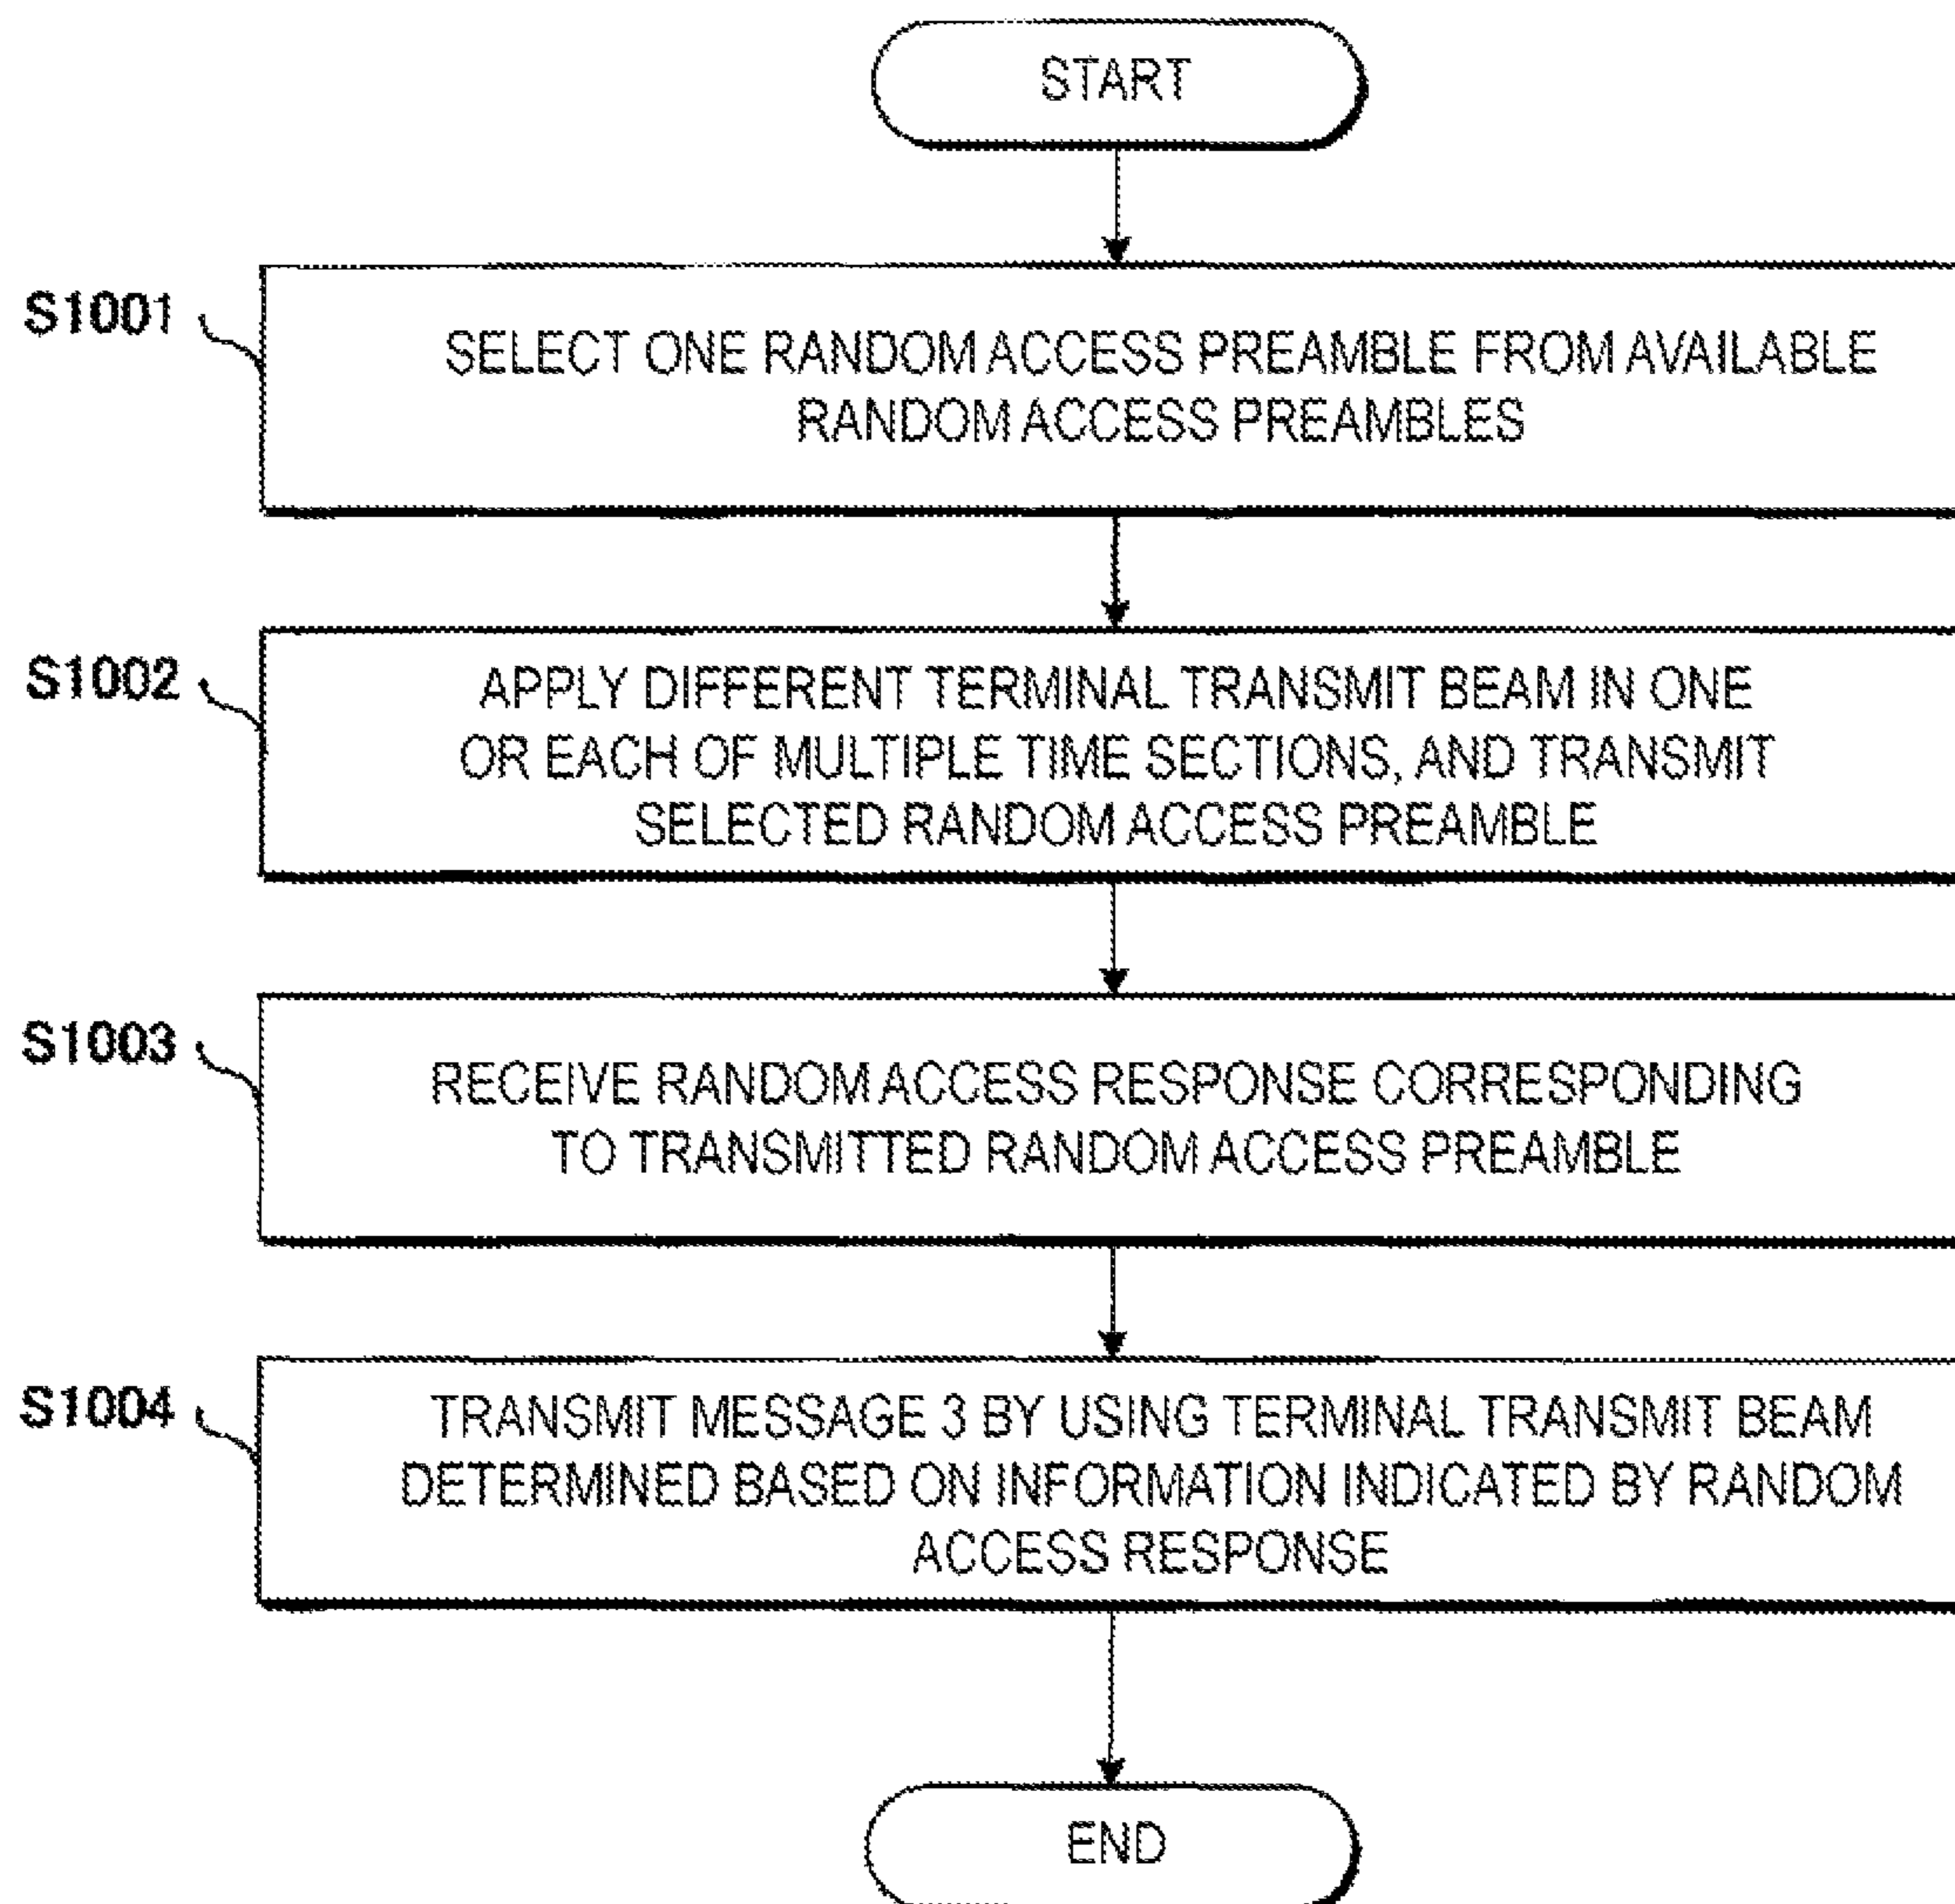 START
S1001
SELECT ONE RANDOM ACCESS PREAMBLE FROM AVAILABLE
RANDOM ACCESS PREAMBLES
S1002
APPLY DIFFERENT TERMINAL TRANSMIT BEAM IN ONE
OR EACH OF MULTIPLE TIME SECTIONS, AND TRANSMIT
SELECTED RANDOM ACCESS PREAMBLE
S1003
RECEIVE RANDOM ACCESS RESPONSE CORRESPONDING
TO TRANSMITTED RANDOM ACCESS PREAMBLE
S1004
TRANSMIT MESSAGE 3 BY USING TERMINAL TRANSMIT BEAM
DETERMINED BASED ON INFORMATION INDICATED BY RANDOM
ACCESS RESPONSE
END